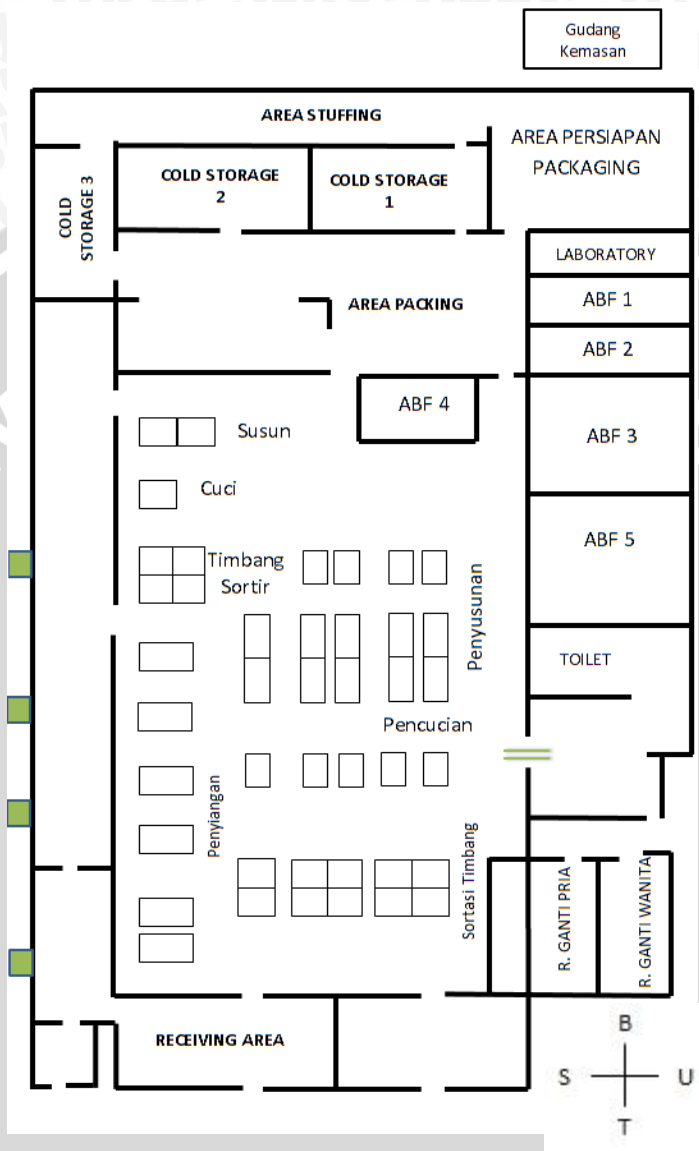 Gudang
Kemasan
AREA STUFFING
AREA PERSIAPAN
PACKAGING
COLD STORAGE
2
COLD STORAGE
1
COLD
STORAGE 3
LABORATORY
AREA PACKING
ABF 1
ABF 2
ABF 4
ABF 3
Susun
Cuci
ABF 5
Timbang
Sortir
Penyusunan
TOILET
Pencucian
Penyiangan
Sortasi Timbang
R. GANTI PRIA
R. GANTI WANITA
RECEIVING AREA
B
S
U
T